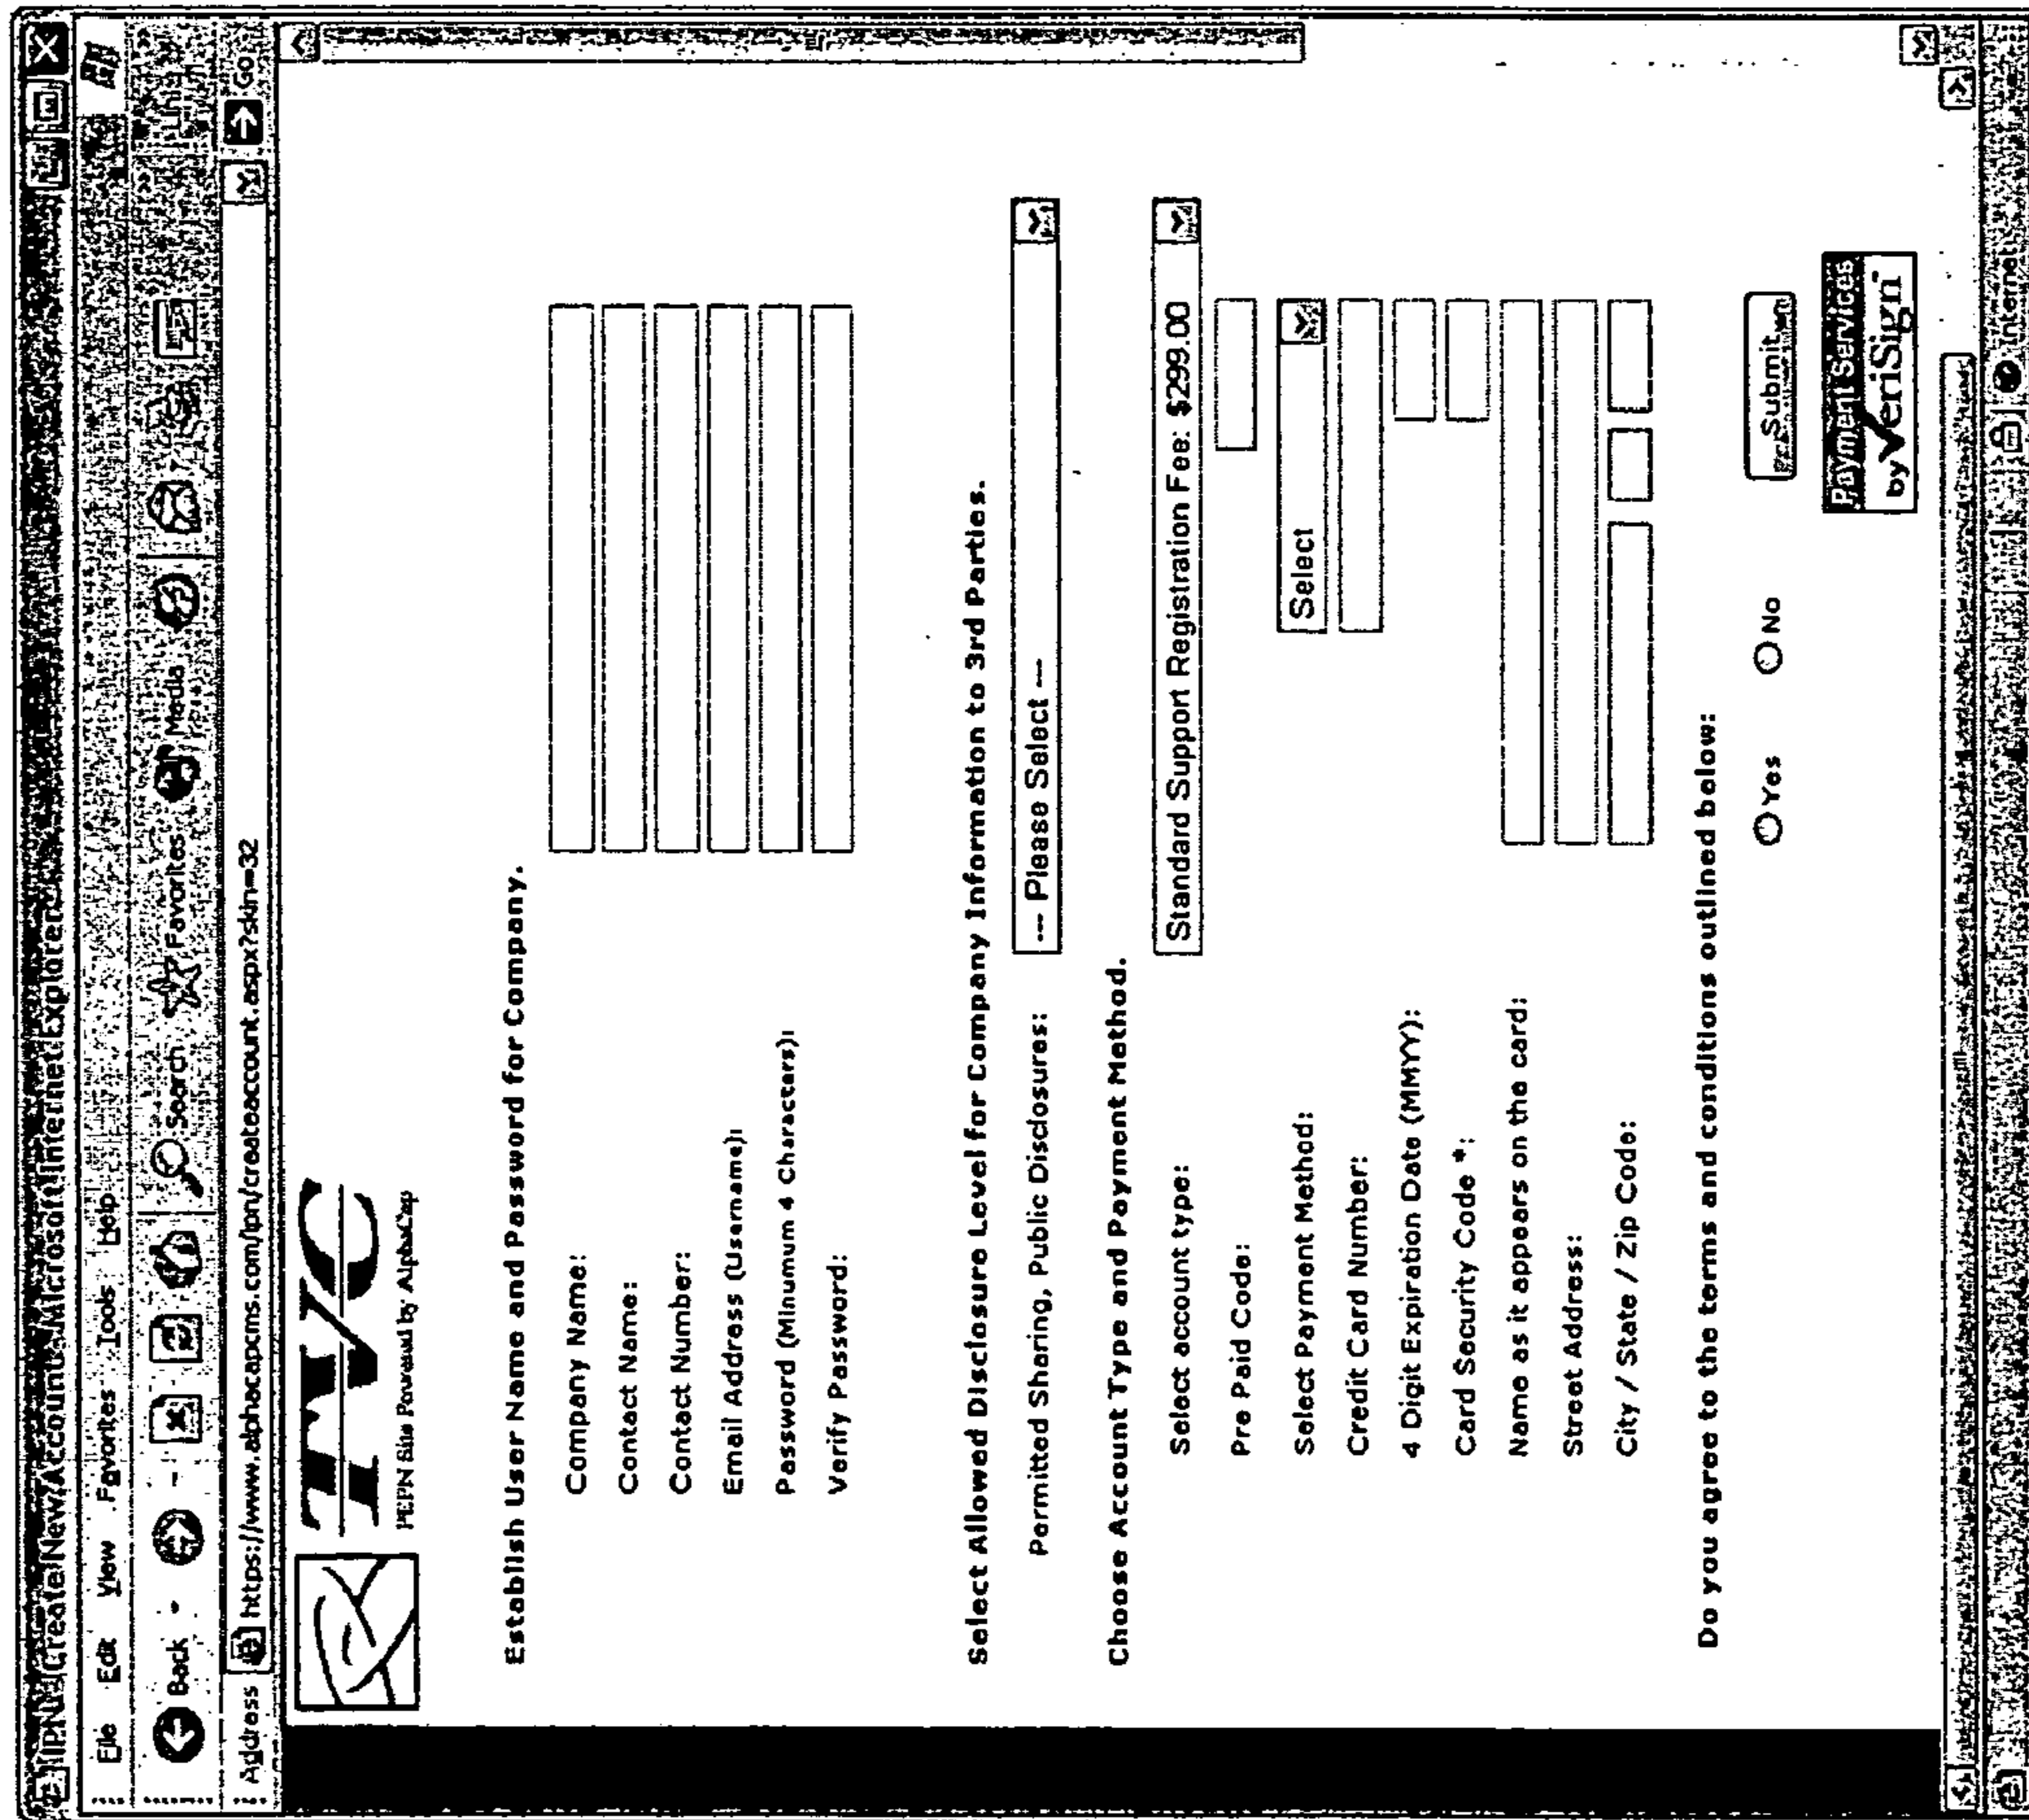 IPN Create New Account - Microsoft Internet Explorer
File Edit View Favorites Tools Help
Back Search Favorites Media
Address https://www.alphacapcms.com/ipn/createaccount.aspx?skin=32 Go
TVC
PEPN Site Powered by AlphaCap
Establish User Name and Password for Company.
Company Name:
Contact Name:
Contact Number:
Email Address (Username):
Password (Minumum 4 Characters):
Verify Password:
Select Allowed Disclosure Level for Company Information to 3rd Parties.
Permitted Sharing, Public Disclosures: --- Please Select ---
Choose Account Type and Payment Method.
Select account type: Standard Support Registration Fee: $299.00
Pre Paid Code:
Select Payment Method: Select
Credit Card Number:
4 Digit Expiration Date (MMYY):
Card Security Code *:
Name as it appears on the card:
Street Address:
City / State / Zip Code:
Do you agree to the terms and conditions outlined below:
Yes No Submit
Payment Services
by VeriSign
Internet